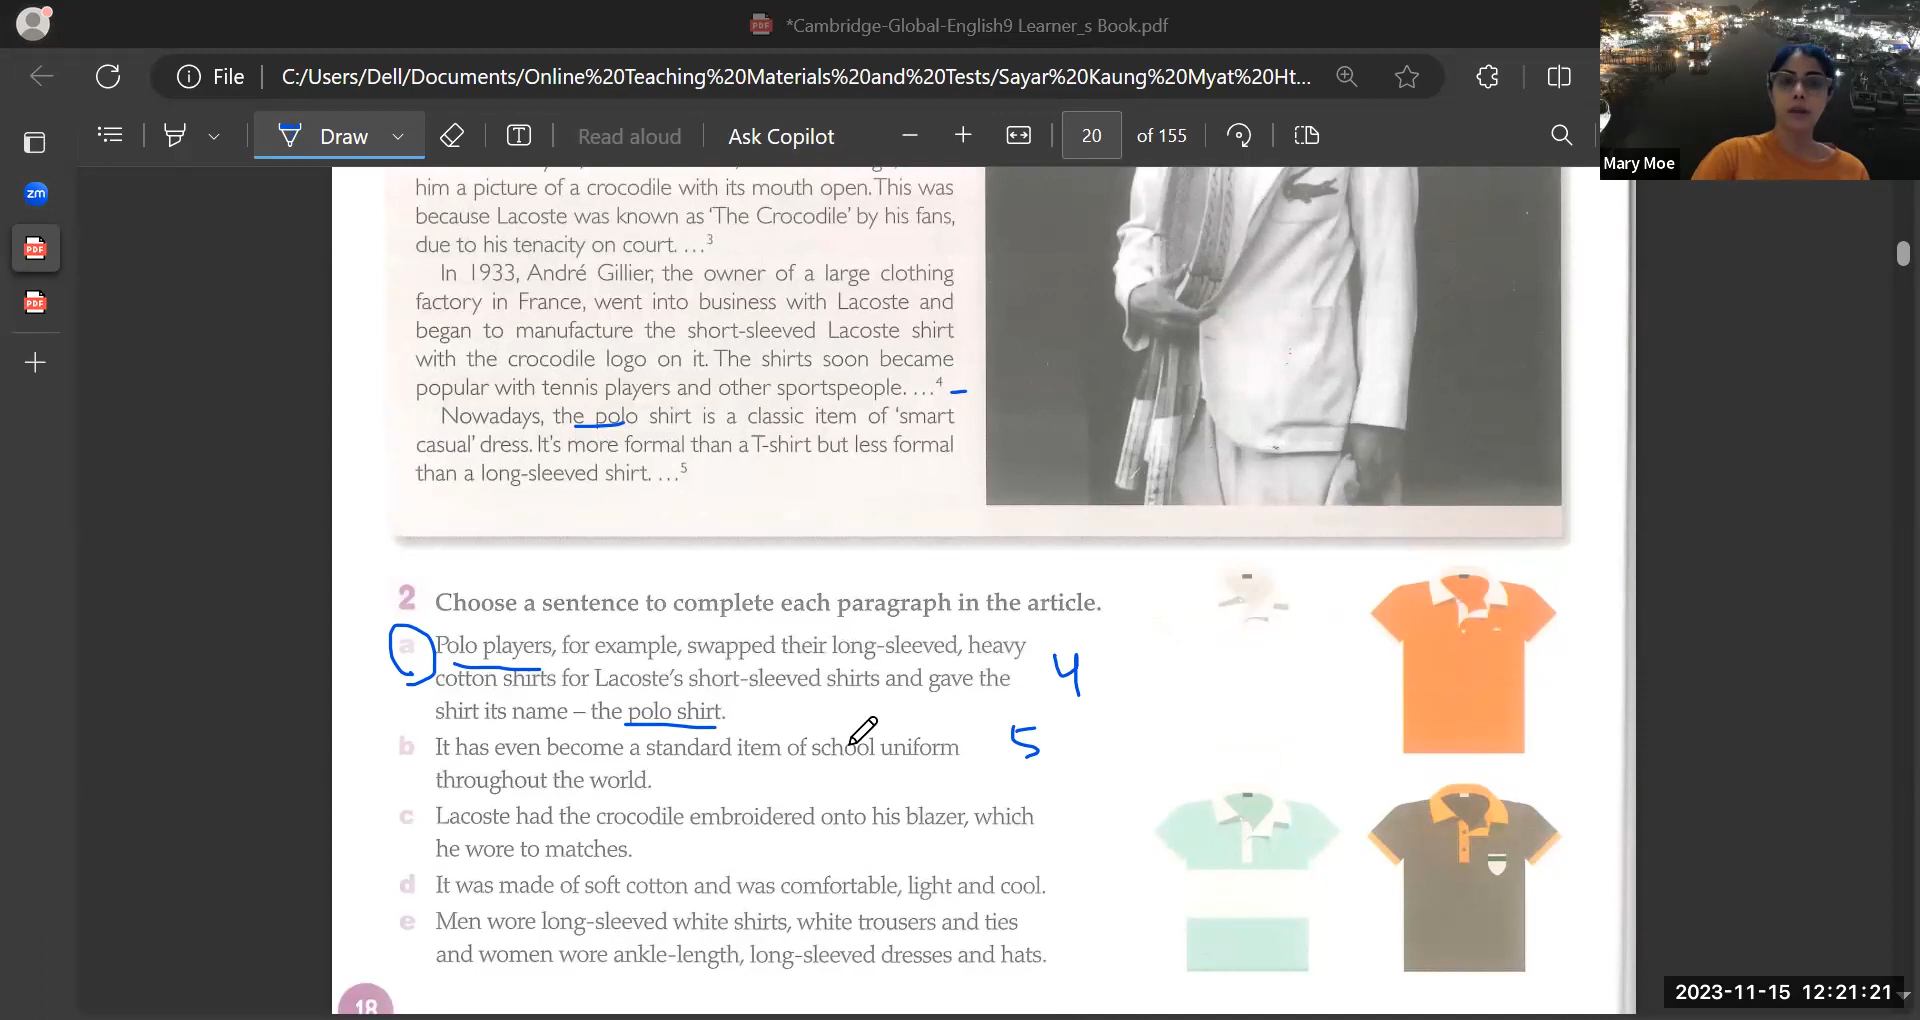 *Cambridge-Global-English9 Learner_s Book.pdf
File
C:/Users/Dell/Documents/Online%20Teaching%20Materials%20and%20Tests/Sayar%20Kaung%20Myat%20Ht...
Draw
Read aloud
Ask Copilot
20
of 155
Mary Moe
zm
PDF
PDF
him a picture of a crocodile with its mouth open. This was
because Lacoste was known as ‘The Crocodile’ by his fans,
due to his tenacity on court. …3
In 1933, André Gillier, the owner of a large clothing
factory in France, went into business with Lacoste and
began to manufacture the short-sleeved Lacoste shirt
with the crocodile logo on it. The shirts soon became
popular with tennis players and other sportspeople. …4
Nowadays, the polo shirt is a classic item of ‘smart
casual’ dress. It’s more formal than a T-shirt but less formal
than a long-sleeved shirt. …5
2 Choose a sentence to complete each paragraph in the article.
a Polo players, for example, swapped their long-sleeved, heavy
cotton shirts for Lacoste’s short-sleeved shirts and gave the
shirt its name – the polo shirt.
4
b It has even become a standard item of school uniform
throughout the world.
5
c Lacoste had the crocodile embroidered onto his blazer, which
he wore to matches.
d It was made of soft cotton and was comfortable, light and cool.
e Men wore long-sleeved white shirts, white trousers and ties
and women wore ankle-length, long-sleeved dresses and hats.
18
2023-11-15 12:21:21